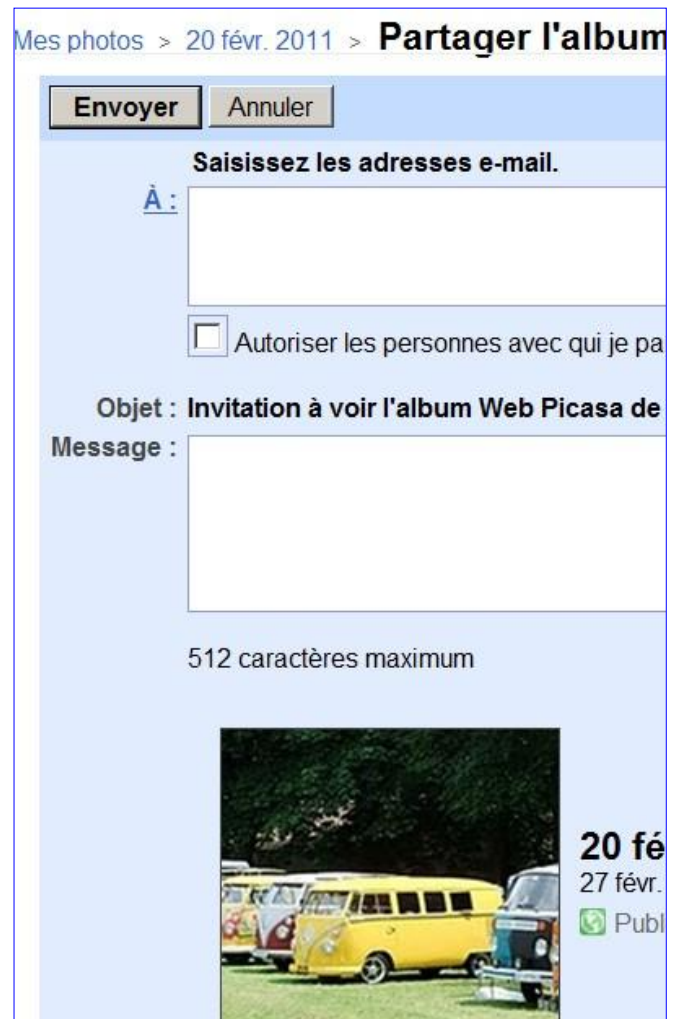 Mes photos > 20 févr. 2011 > Partager l'album
Envoyer Annuler
Saisissez les adresses e-mail.
À :
Autoriser les personnes avec qui je pa
Objet : Invitation à voir l'album Web Picasa de
Message :
512 caractères maximum
20 fé
27 févr.
Publ